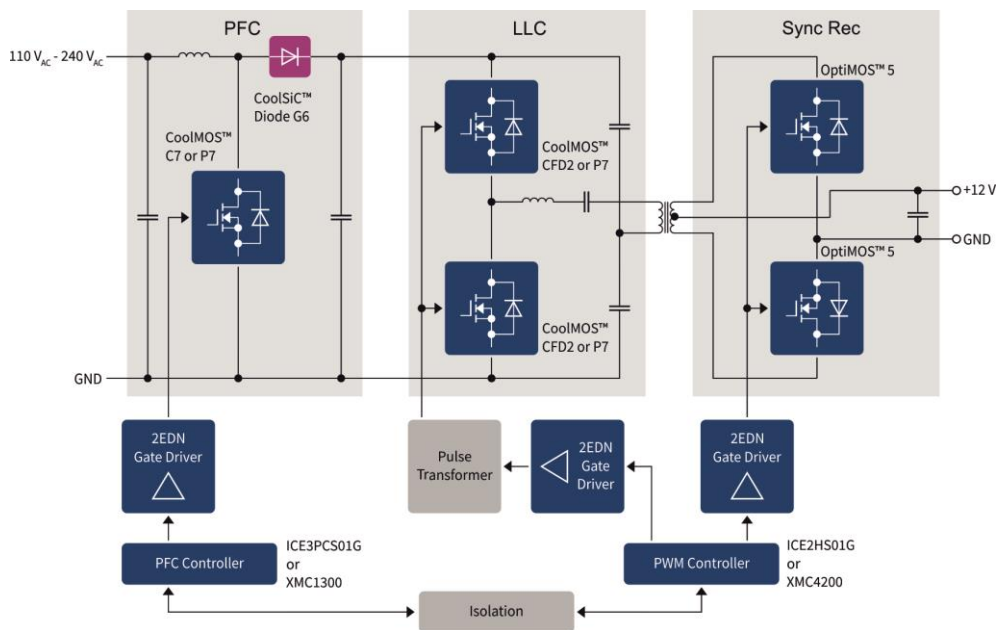 PFC
LLC
Sync Rec
110 V_AC - 240 V_AC
CoolSiC™
Diode G6
CoolMOS™
C7 or P7
CoolMOS™
CFD2 or P7
OptiMOS™ 5
+12 V
GND
OptiMOS™ 5
CoolMOS™
CFD2 or P7
GND
2EDN
Gate Driver
Pulse
Transformer
2EDN
Gate
Driver
2EDN
Gate Driver
PFC Controller
ICE3PCS01G
or
XMC1300
PWM Controller
ICE2HS01G
or
XMC4200
Isolation